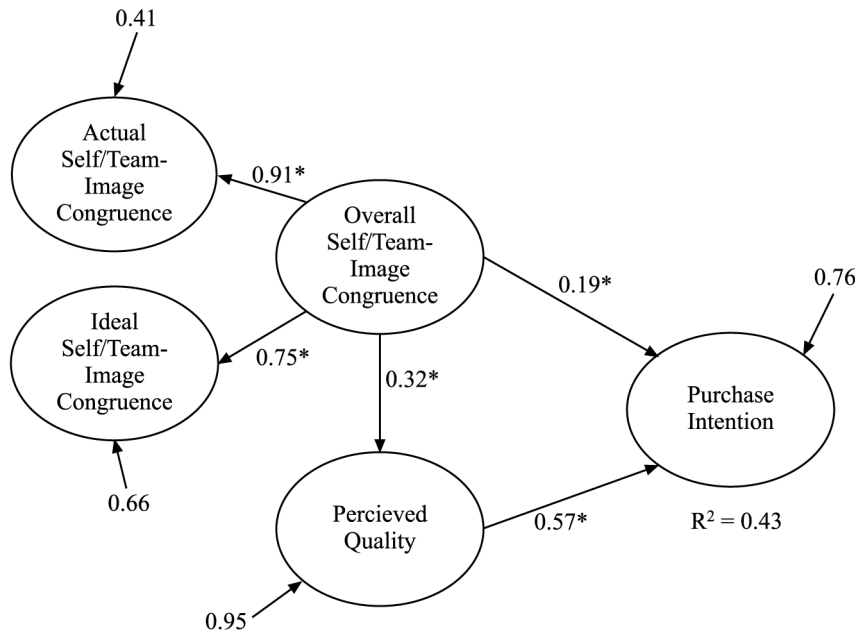 0.41
Actual
Self/Team-
Image
Congruence
0.91*
Overall
Self/Team-
Image
Congruence
0.19*
0.76
Ideal
Self/Team-
Image
Congruence
0.75*
0.32*
Purchase
Intention
0.66
Percieved
Quality
0.57*
R² = 0.43
0.95